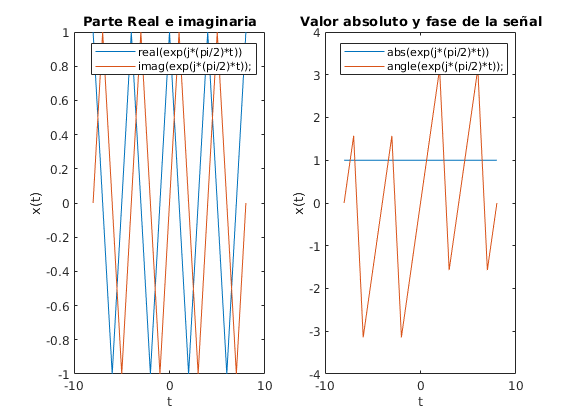 Parte Real e imaginaria
real(exp(j*(pi/2)*t))
imag(exp(j*(pi/2)*t));
1
0.8
0.6
0.4
0.2
0
-0.2
-0.4
-0.6
-0.8
-1
x(t)
-10 0 10
t
Valor absoluto y fase de la señal
abs(exp(j*(pi/2)*t))
angle(exp(j*(pi/2)*t));
4
3
2
1
0
-1
-2
-3
-4
x(t)
-10 0 10
t